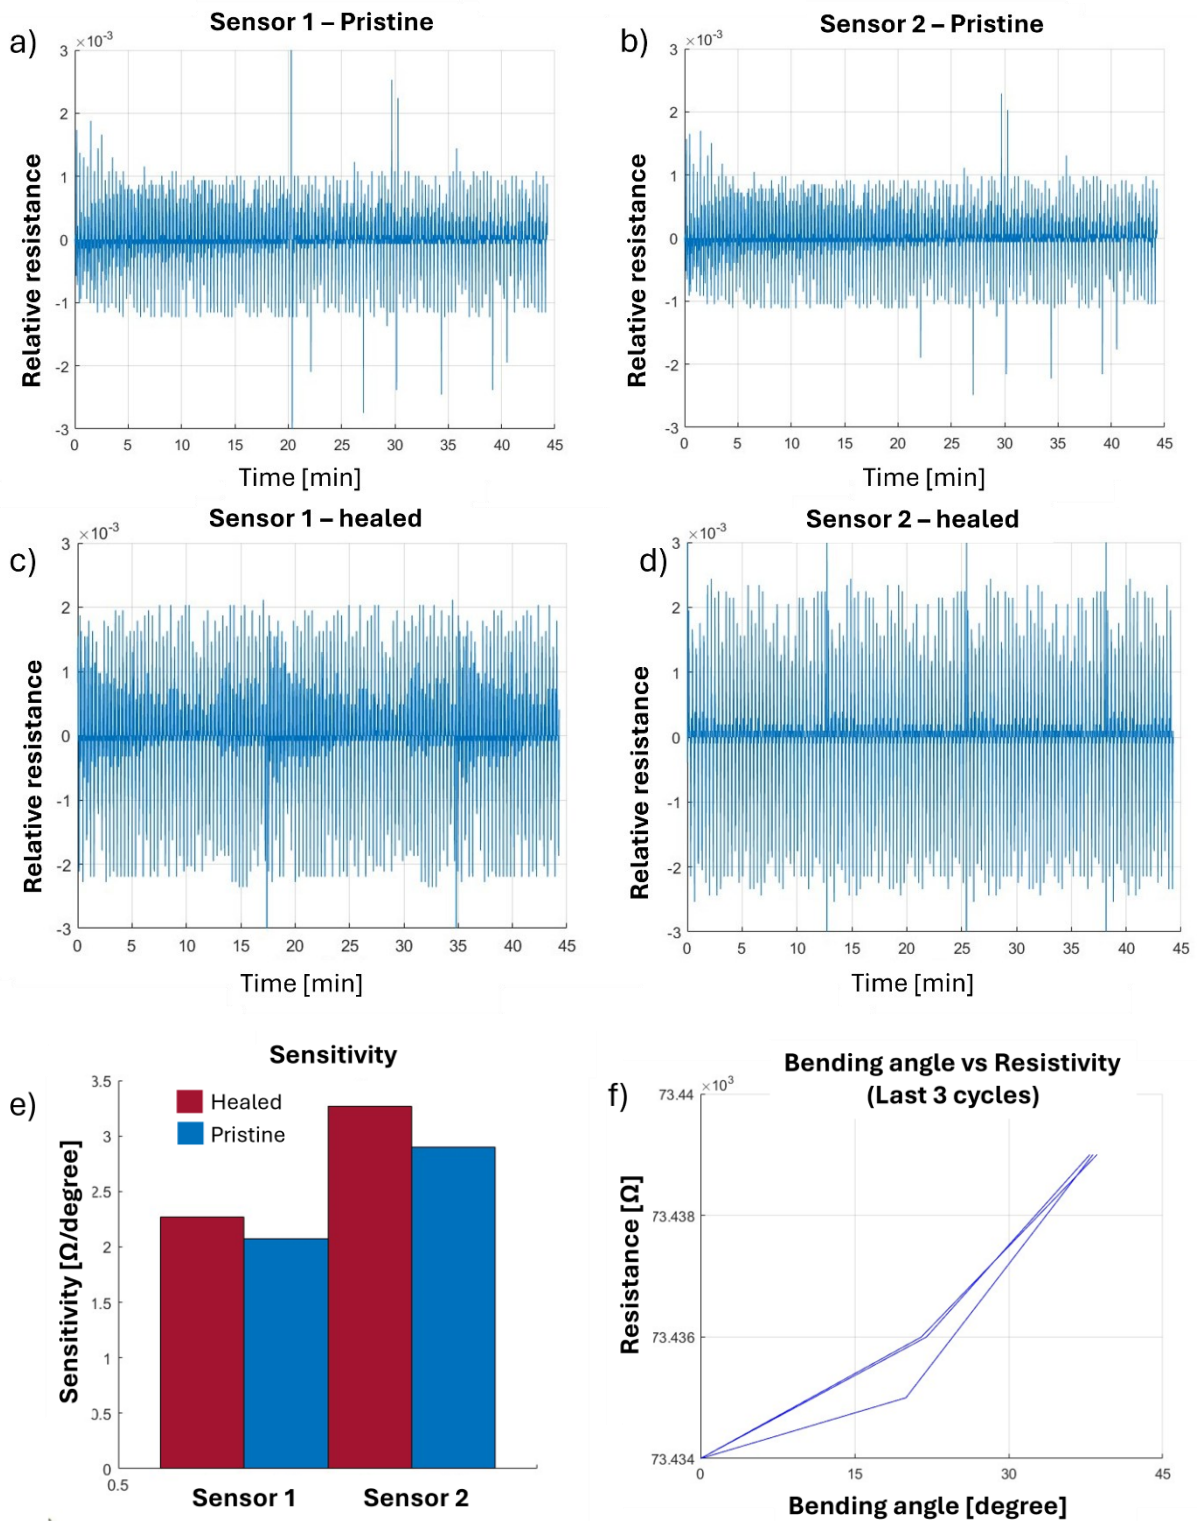 Sensor 1 – Pristine
a)
×10⁻³
3
2
1
0
-1
-2
-3
Relative resistance
0 5 10 15 20 25 30 35 40 45
Time [min]
Sensor 2 – Pristine
b)
×10⁻³
3
2
1
0
-1
-2
-3
Relative resistance
0 5 10 15 20 25 30 35 40 45
Time [min]
Sensor 1 – healed
c)
×10⁻³
3
2
1
0
-1
-2
-3
Relative resistance
0 5 10 15 20 25 30 35 40 45
Time [min]
Sensor 2 – healed
d)
×10⁻³
3
2
1
0
-1
-2
-3
Relative resistance
0 5 10 15 20 25 30 35 40 45
Time [min]
Sensitivity
e)
Healed
Pristine
3.5
3
2.5
2
1.5
1
0.5
0
Sensitivity [Ω/degree]
0.5
Sensor 1 Sensor 2
Bending angle vs Resistivity
(Last 3 cycles)
f)
×10³
73.44
73.438
73.436
73.434
Resistance [Ω]
0 15 30 45
Bending angle [degree]